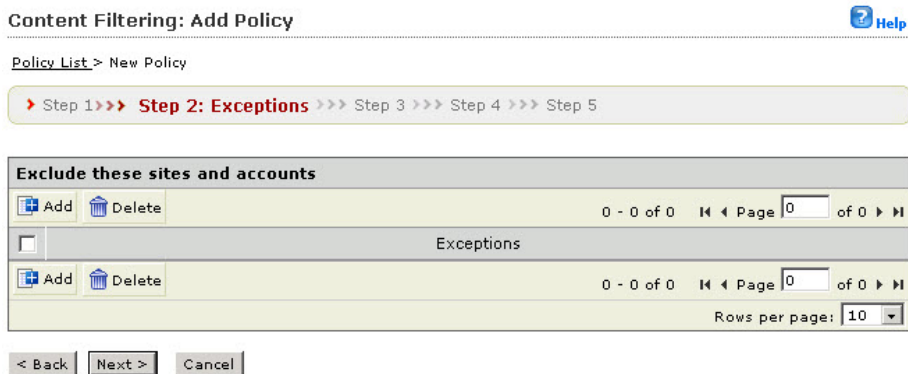 Content Filtering: Add Policy
Help
Policy List > New Policy
Step 1 >>> Step 2: Exceptions >>> Step 3 >>> Step 4 >>> Step 5
Exclude these sites and accounts
Add Delete 0 - 0 of 0 Page 0 of 0
Exceptions
Add Delete 0 - 0 of 0 Page 0 of 0
Rows per page: 10
< Back Next > Cancel